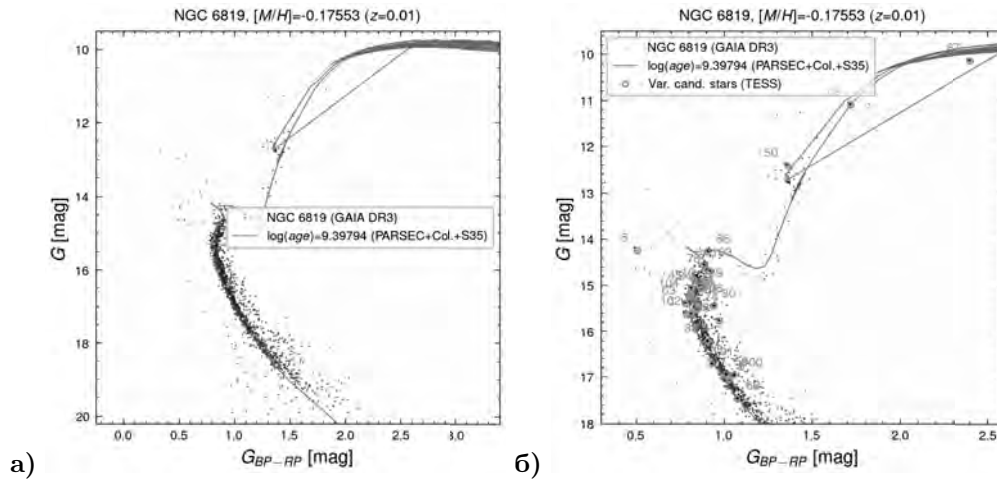 NGC 6819, [M/H]=-0.17553 (z=0.01)
10
12
14
16
18
20
G [mag]
NGC 6819 (GAIA DR3)
log(age)=9.39794 (PARSEC+Col.+S35)
0.0 0.5 1.0 1.5 2.0 2.5 3.0
G_{BP−RP} [mag]
а)
NGC 6819, [M/H]=-0.17553 (z=0.01)
10
11
12
13
14
15
16
17
18
G [mag]
NGC 6819 (GAIA DR3)
log(age)=9.39794 (PARSEC+Col.+S35)
Var. cand. stars (TESS)
0.5 1.0 1.5 2.0 2.5
G_{BP−RP} [mag]
б)